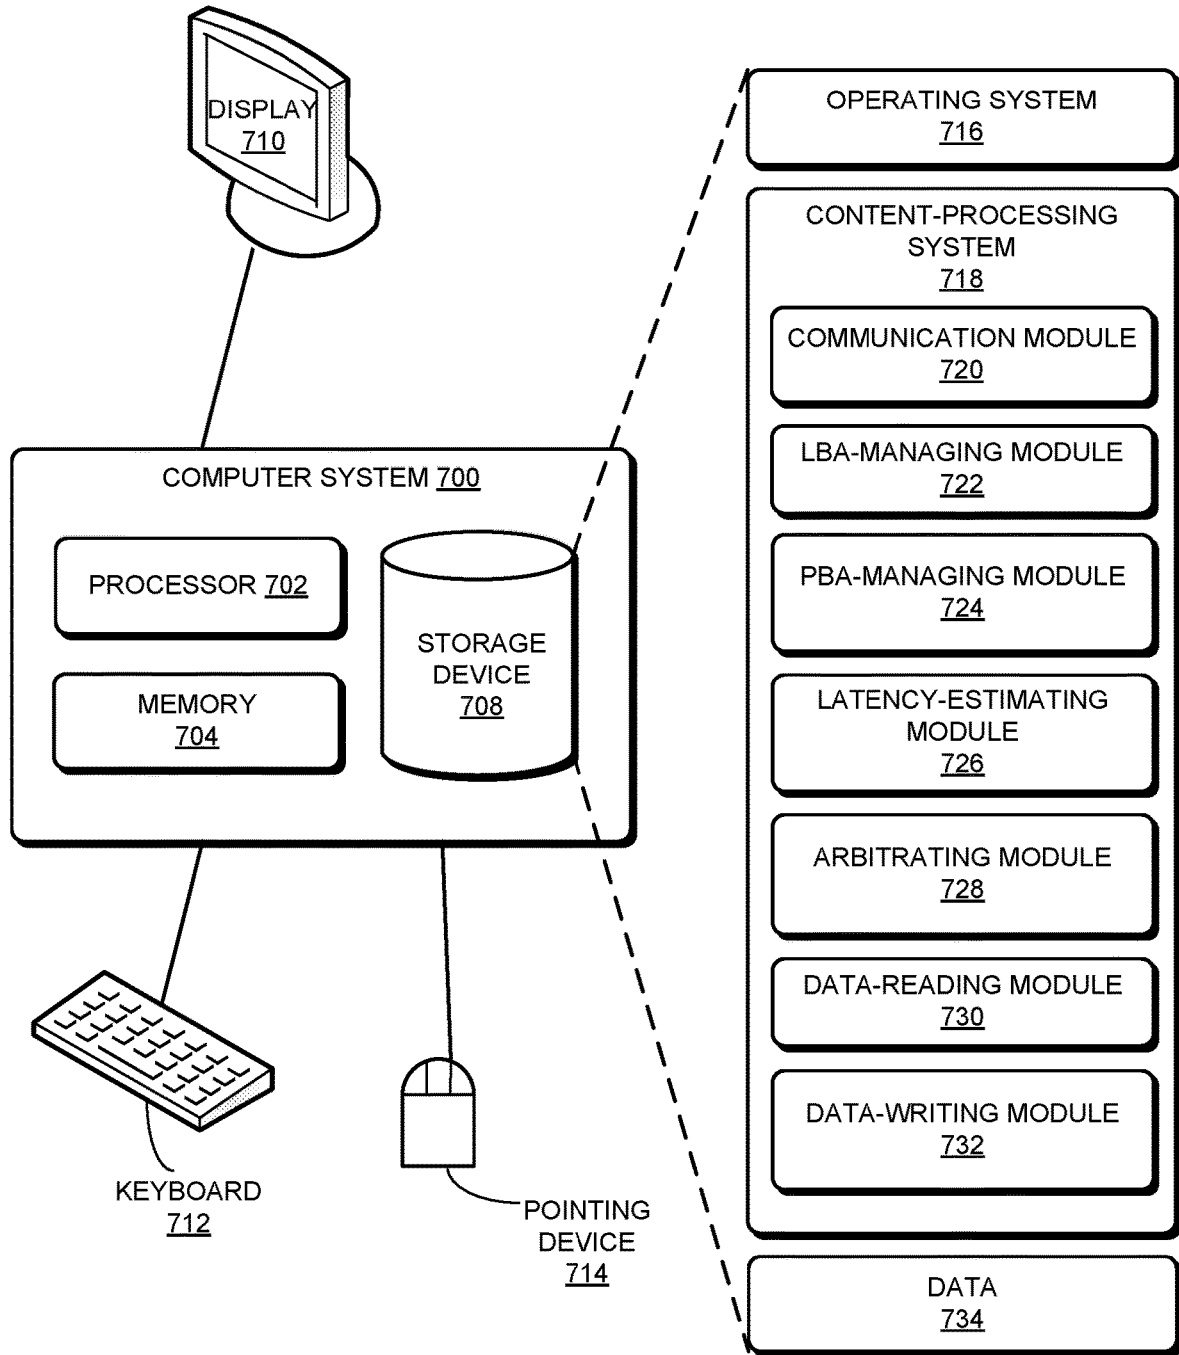 DISPLAY
710
COMPUTER SYSTEM 700
PROCESSOR 702
MEMORY
704
STORAGE
DEVICE
708
KEYBOARD
712
POINTING
DEVICE
714
OPERATING SYSTEM
716
CONTENT-PROCESSING
SYSTEM
718
COMMUNICATION MODULE
720
LBA-MANAGING MODULE
722
PBA-MANAGING MODULE
724
LATENCY-ESTIMATING
MODULE
726
ARBITRATING MODULE
728
DATA-READING MODULE
730
DATA-WRITING MODULE
732
DATA
734